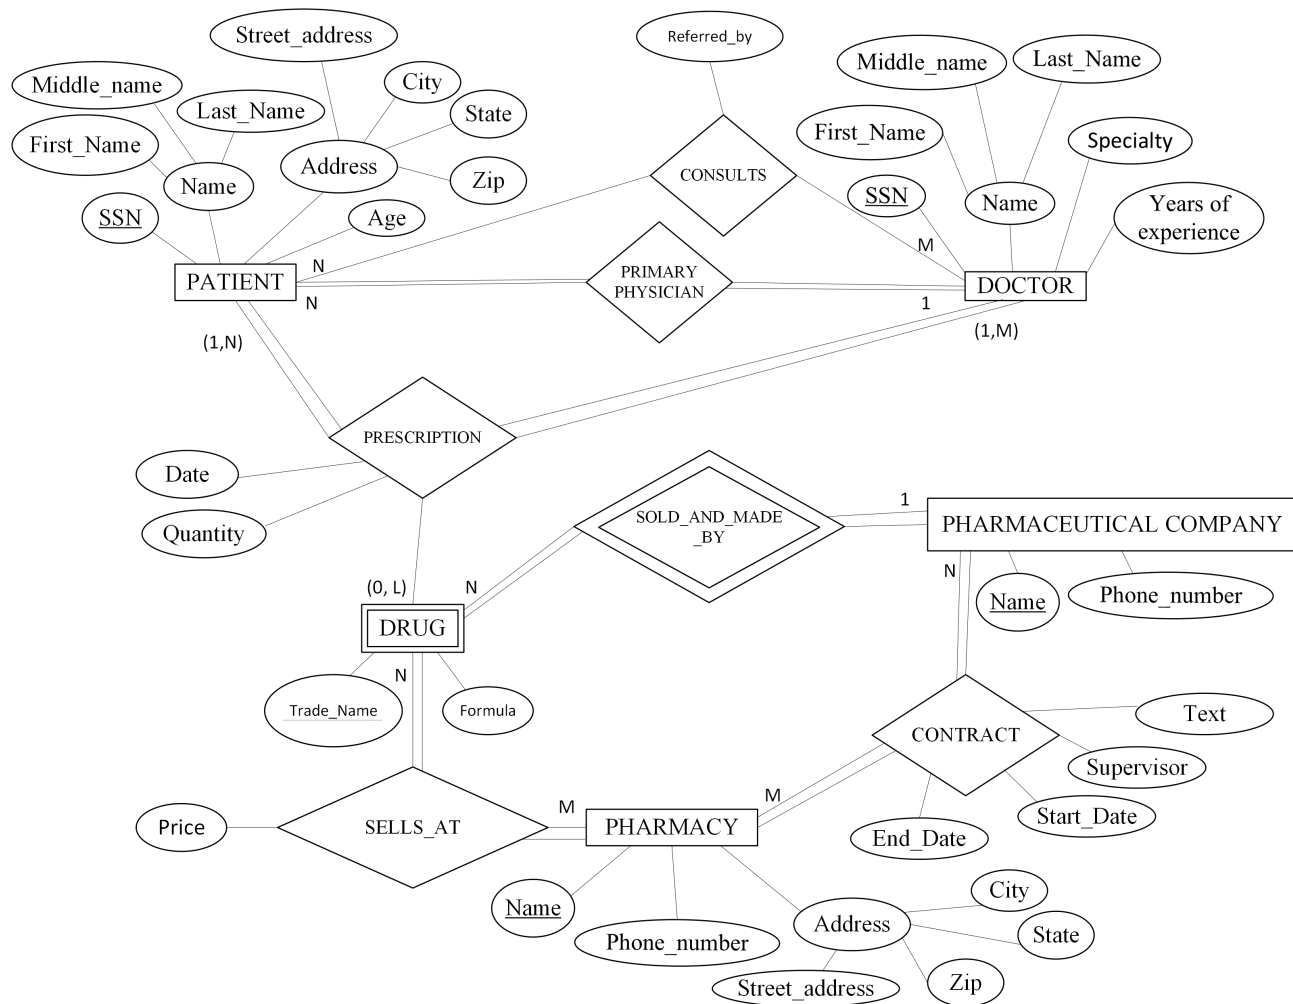 Street_address
Referred_by
Middle_name
Last_Name
Middle_name
City
Last_Name
State
First_Name
First_Name
Specialty
Address
CONSULTS
Zip
Name
SSN
Name
SSN
Age
Years of
experience
N
M
PATIENT
PRIMARY
PHYSICIAN
DOCTOR
N
1
(1,N)
(1,M)
PRESCRIPTION
Date
Quantity
SOLD_AND_MADE
_BY
1
PHARMACEUTICAL COMPANY
N
N
(0, L)
Name
Phone_number
DRUG
N
Trade_Name
Formula
Text
CONTRACT
Supervisor
M
M
Start_Date
Price
SELLS_AT
PHARMACY
End_Date
City
Name
Address
State
Phone_number
Zip
Street_address